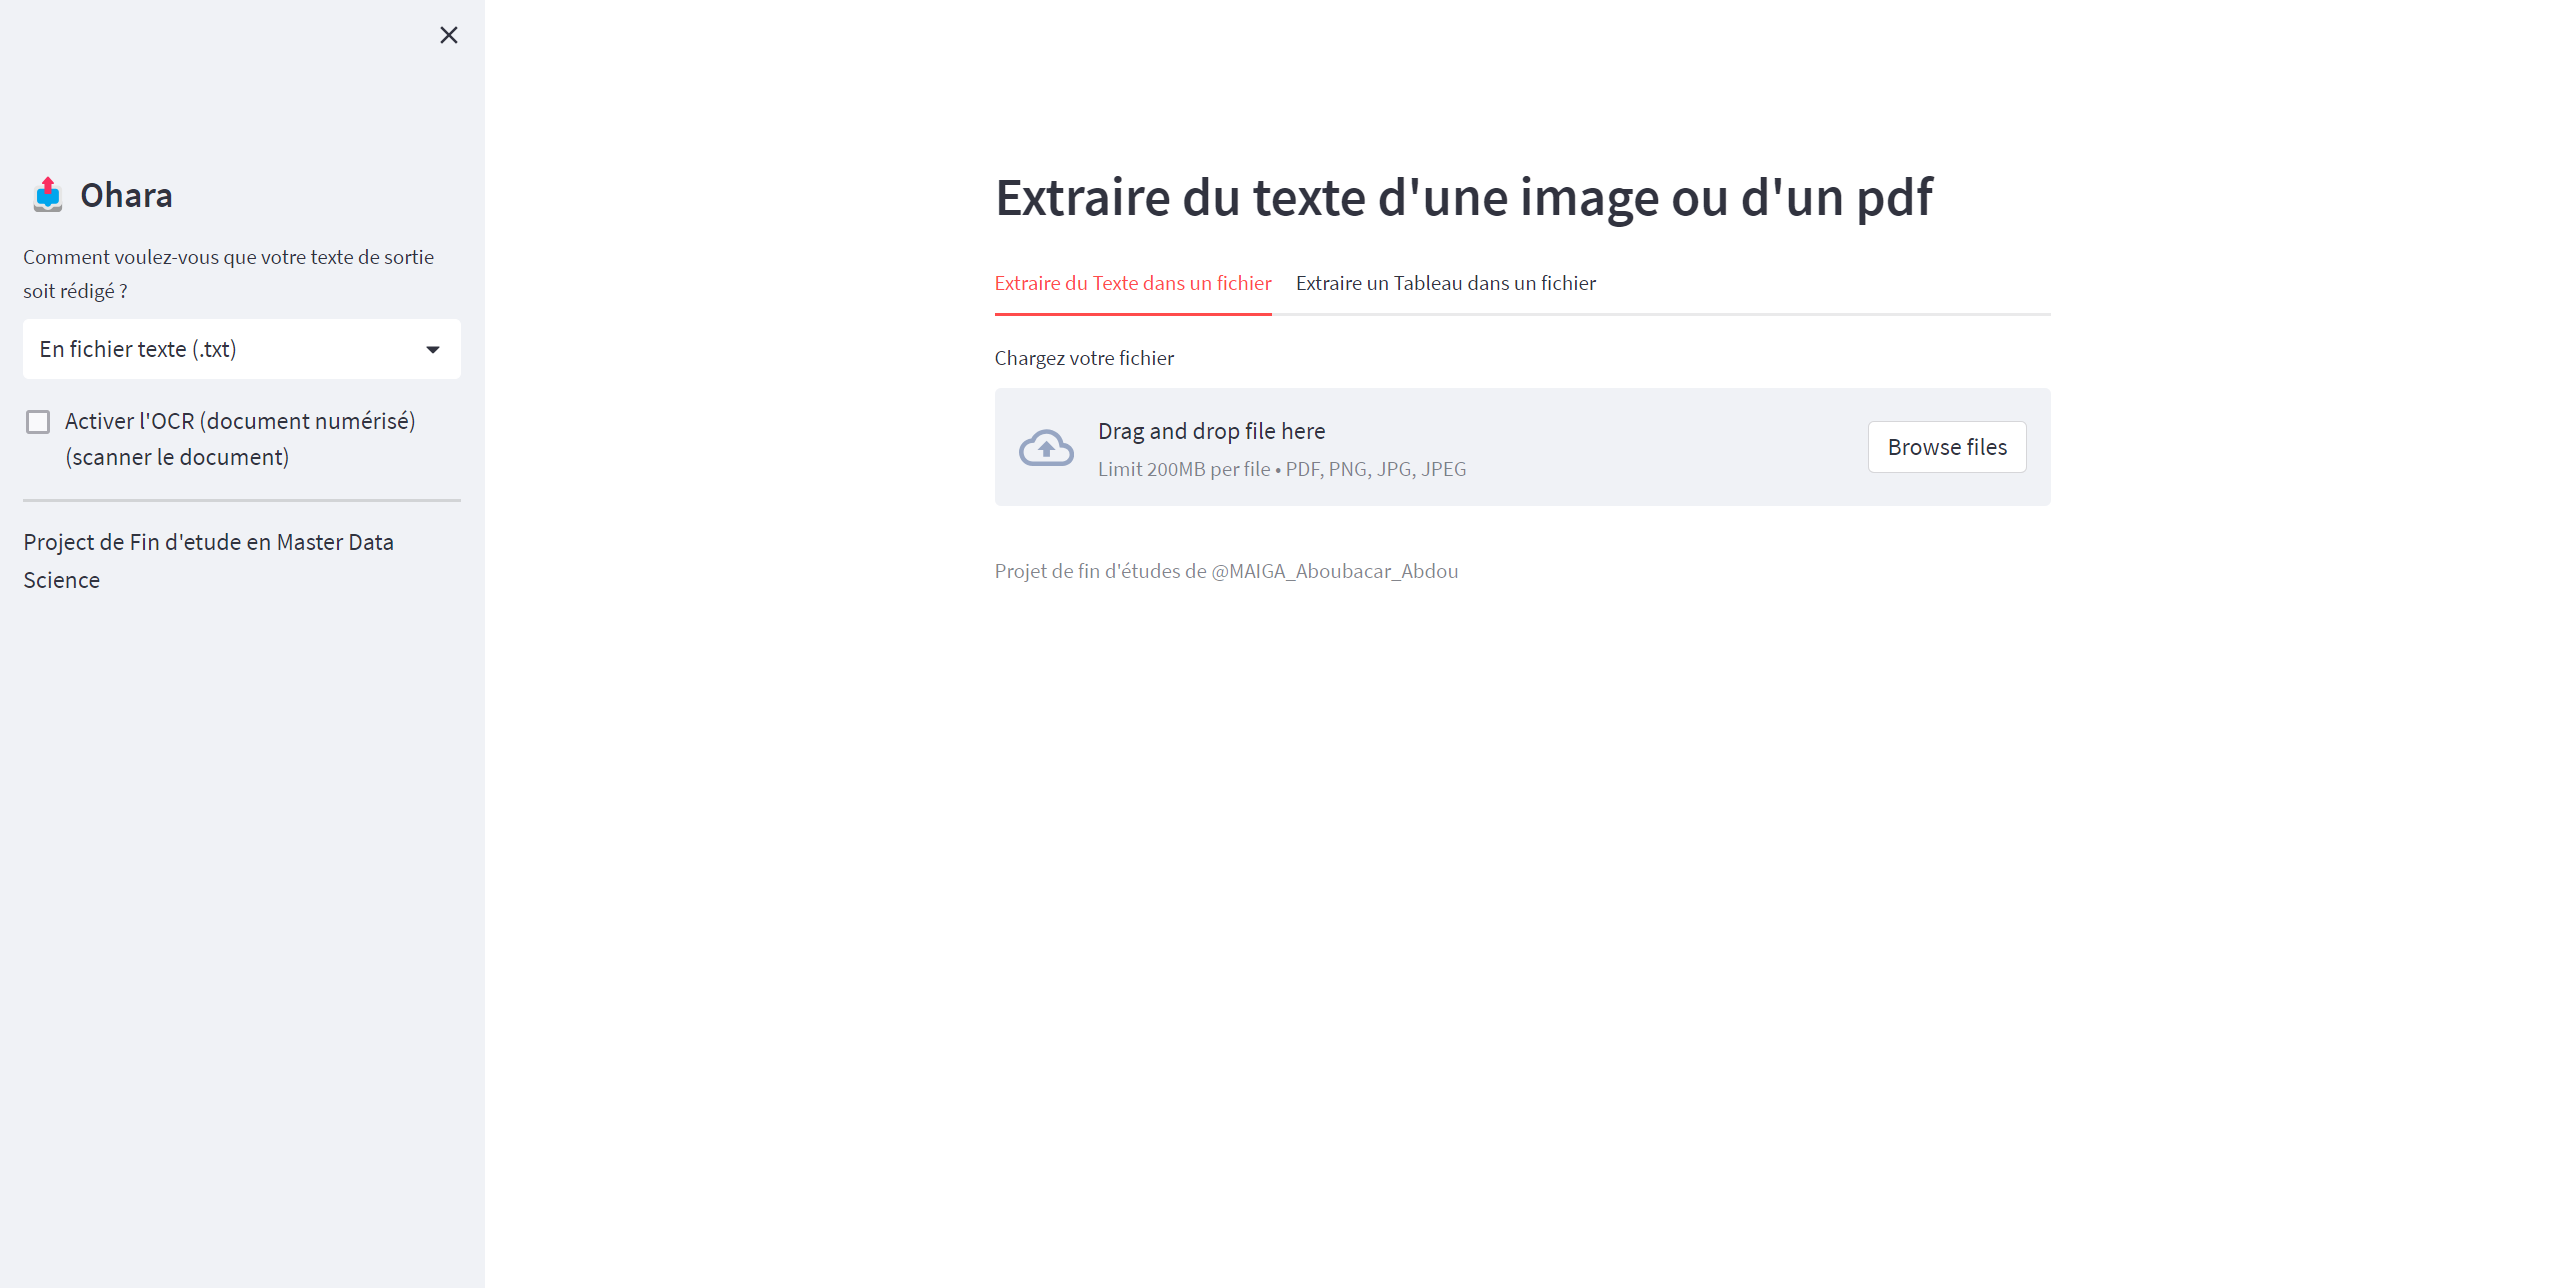 Ohara
Comment voulez-vous que votre texte de sortie
soit rédigé ?
En fichier texte (.txt)
Activer l'OCR (document numérisé)
(scanner le document)
Project de Fin d'etude en Master Data
Science
Extraire du texte d'une image ou d'un pdf
Extraire du Texte dans un fichier Extraire un Tableau dans un fichier
Chargez votre fichier
Drag and drop file here
Limit 200MB per file • PDF, PNG, JPG, JPEG
Browse files
Projet de fin d'études de @MAIGA_Aboubacar_Abdou